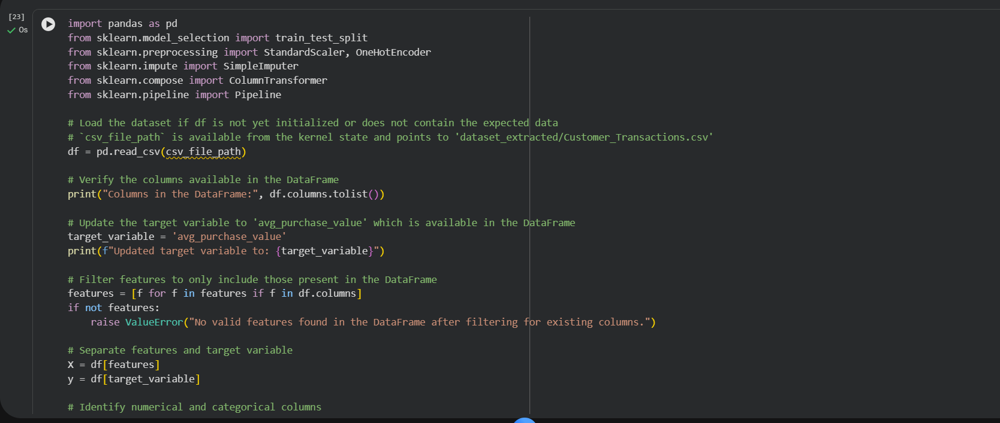 [23]
0s
import pandas as pd
from sklearn.model_selection import train_test_split
from sklearn.preprocessing import StandardScaler, OneHotEncoder
from sklearn.impute import SimpleImputer
from sklearn.compose import ColumnTransformer
from sklearn.pipeline import Pipeline
# Load the dataset if df is not yet initialized or does not contain the expected data
# `csv_file_path` is available from the kernel state and points to 'dataset_extracted/Customer_Transactions.csv'
df = pd.read_csv(csv_file_path)
# Verify the columns available in the DataFrame
print("Columns in the DataFrame:", df.columns.tolist())
# Update the target variable to 'avg_purchase_value' which is available in the DataFrame
target_variable = 'avg_purchase_value'
print(f"Updated target variable to: {target_variable}")
# Filter features to only include those present in the DataFrame
features = [f for f in features if f in df.columns]
if not features:
    raise ValueError("No valid features found in the DataFrame after filtering for existing columns.")
# Separate features and target variable
X = df[features]
y = df[target_variable]
# Identify numerical and categorical columns